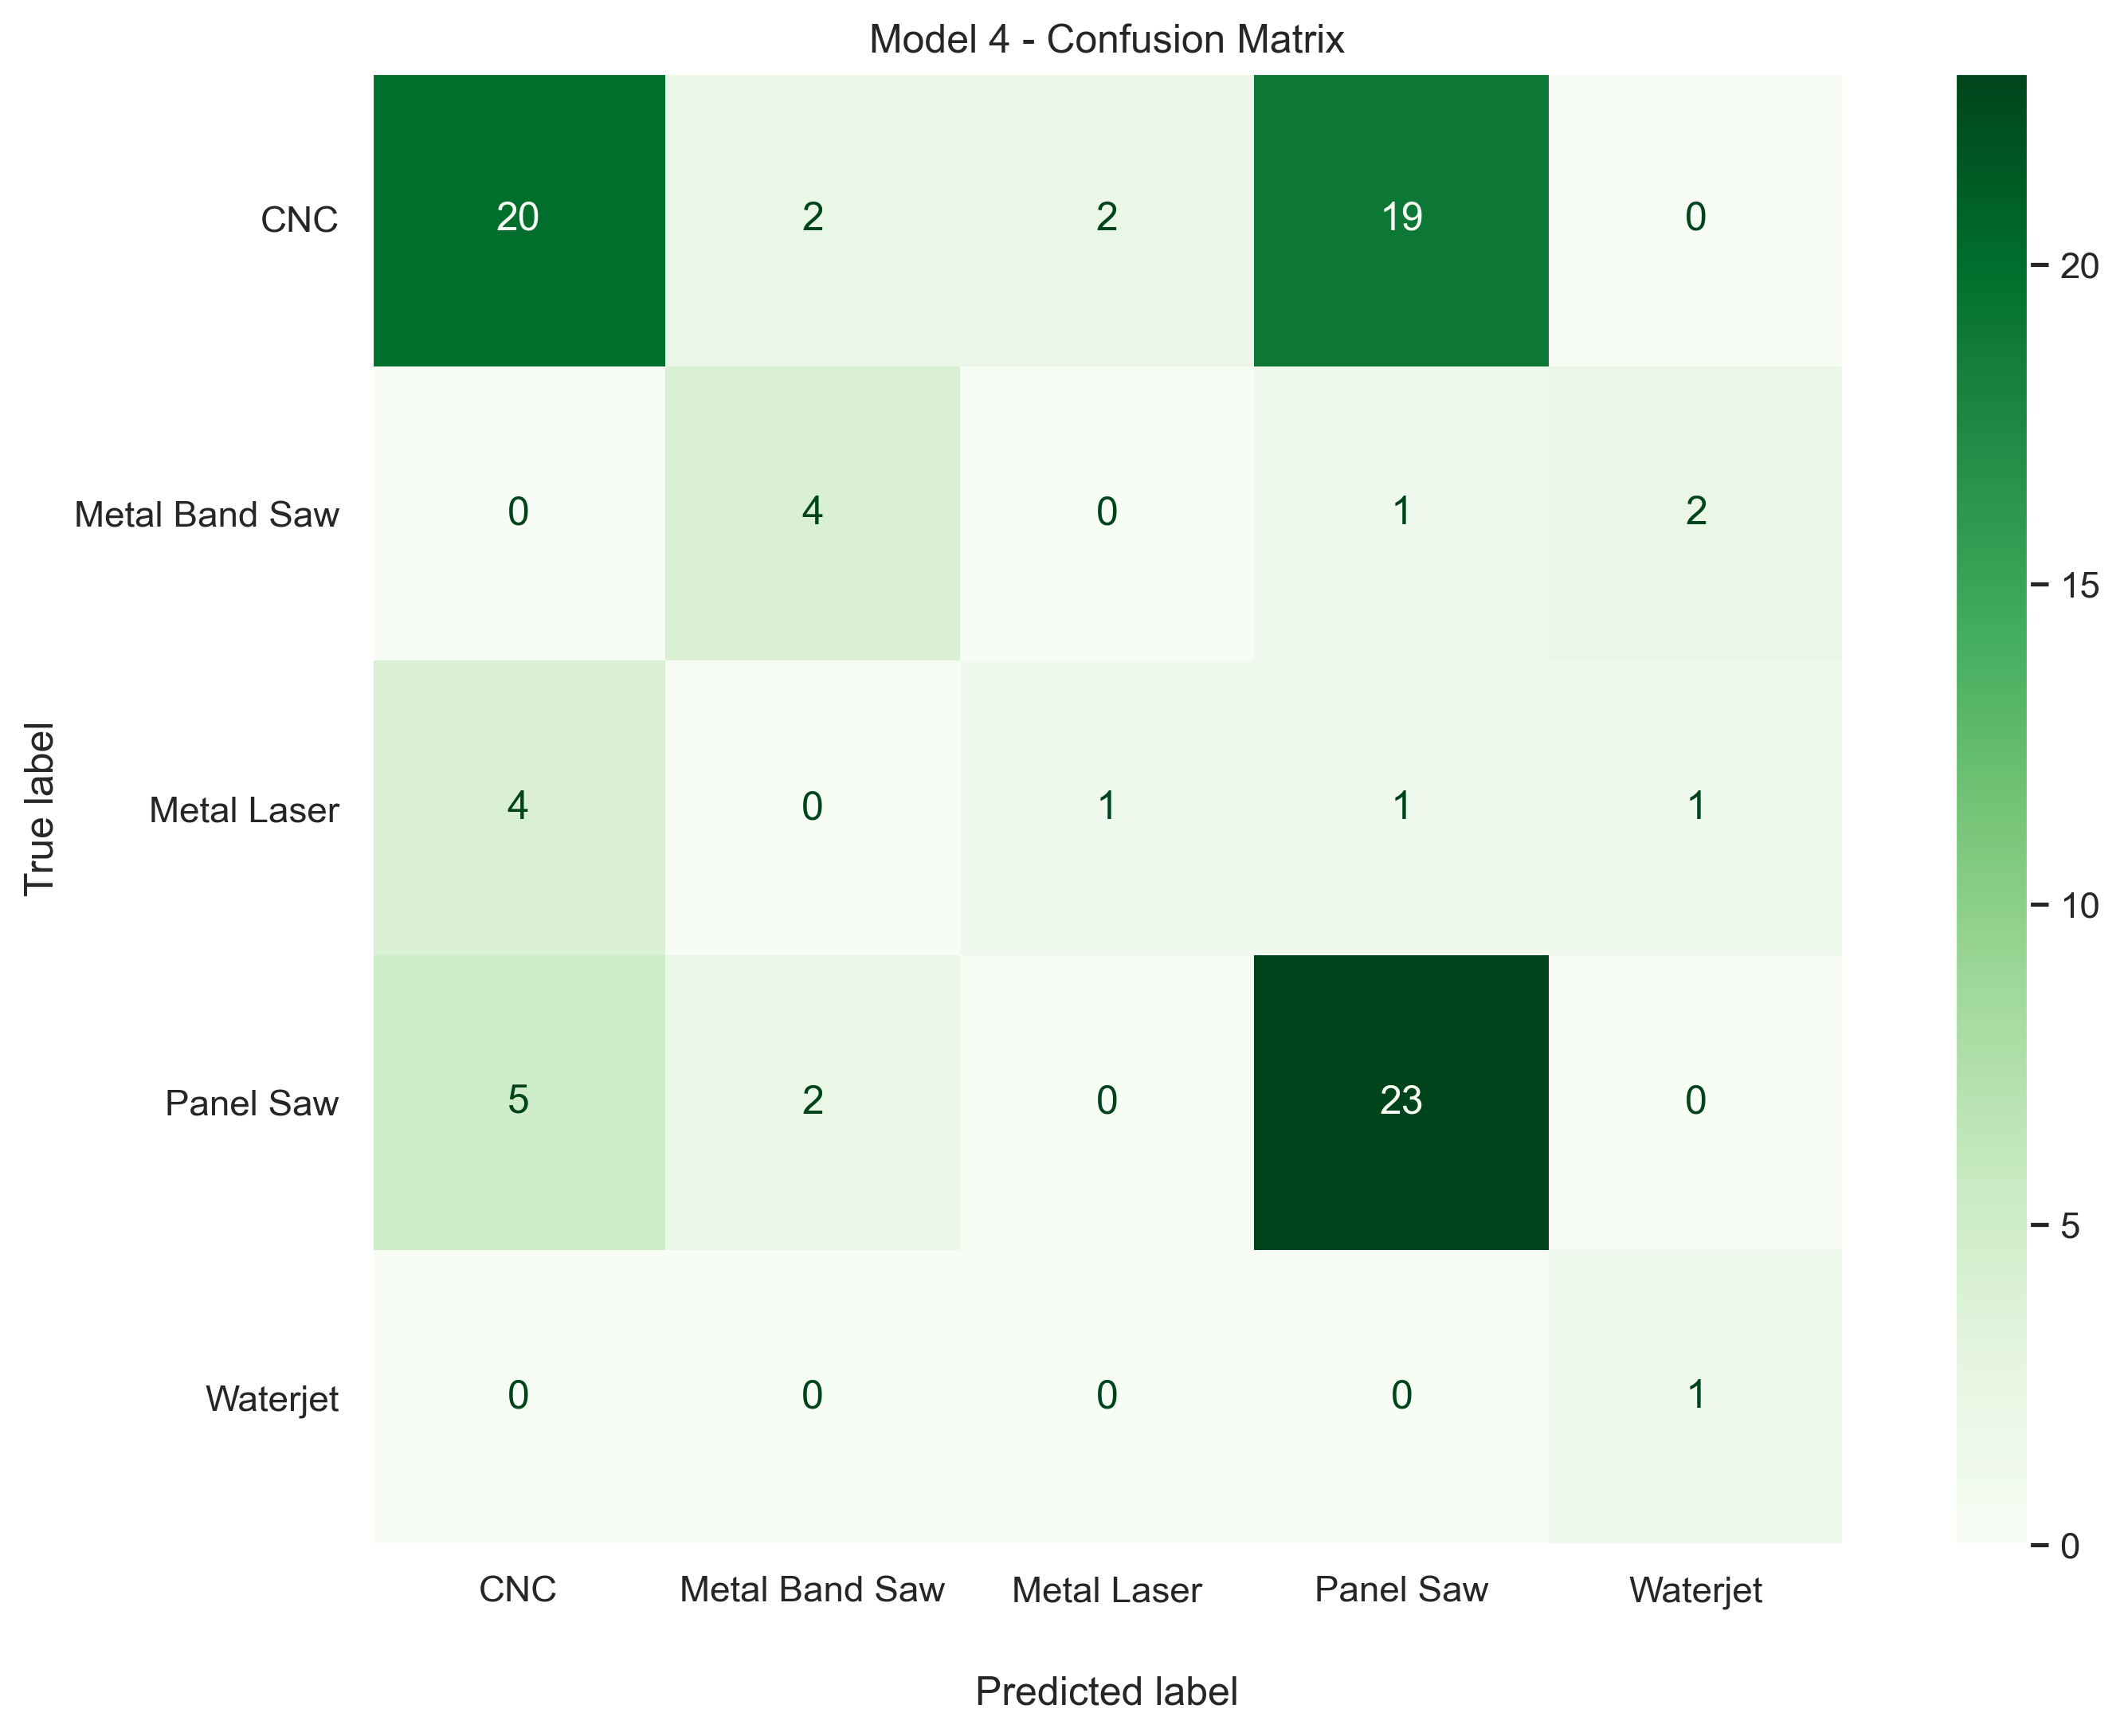 Model 4 - Confusion Matrix
CNC 20 2 2 19 0
Metal Band Saw 0 4 0 1 2
Metal Laser 4 0 1 1 1
Panel Saw 5 2 0 23 0
Waterjet 0 0 0 0 1
CNC Metal Band Saw Metal Laser Panel Saw Waterjet
Predicted label
True label
20
15
10
5
0